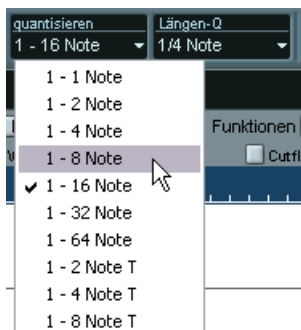 quantisieren Längen-Q
1 - 16 Note 1/4 Note
1 - 1 Note
1 - 2 Note
1 - 4 Note
Funktionen
1 - 8 Note
Cutfl
1 - 16 Note
1 - 32 Note
1 - 64 Note
1 - 2 Note T
1 - 4 Note T
1 - 8 Note T